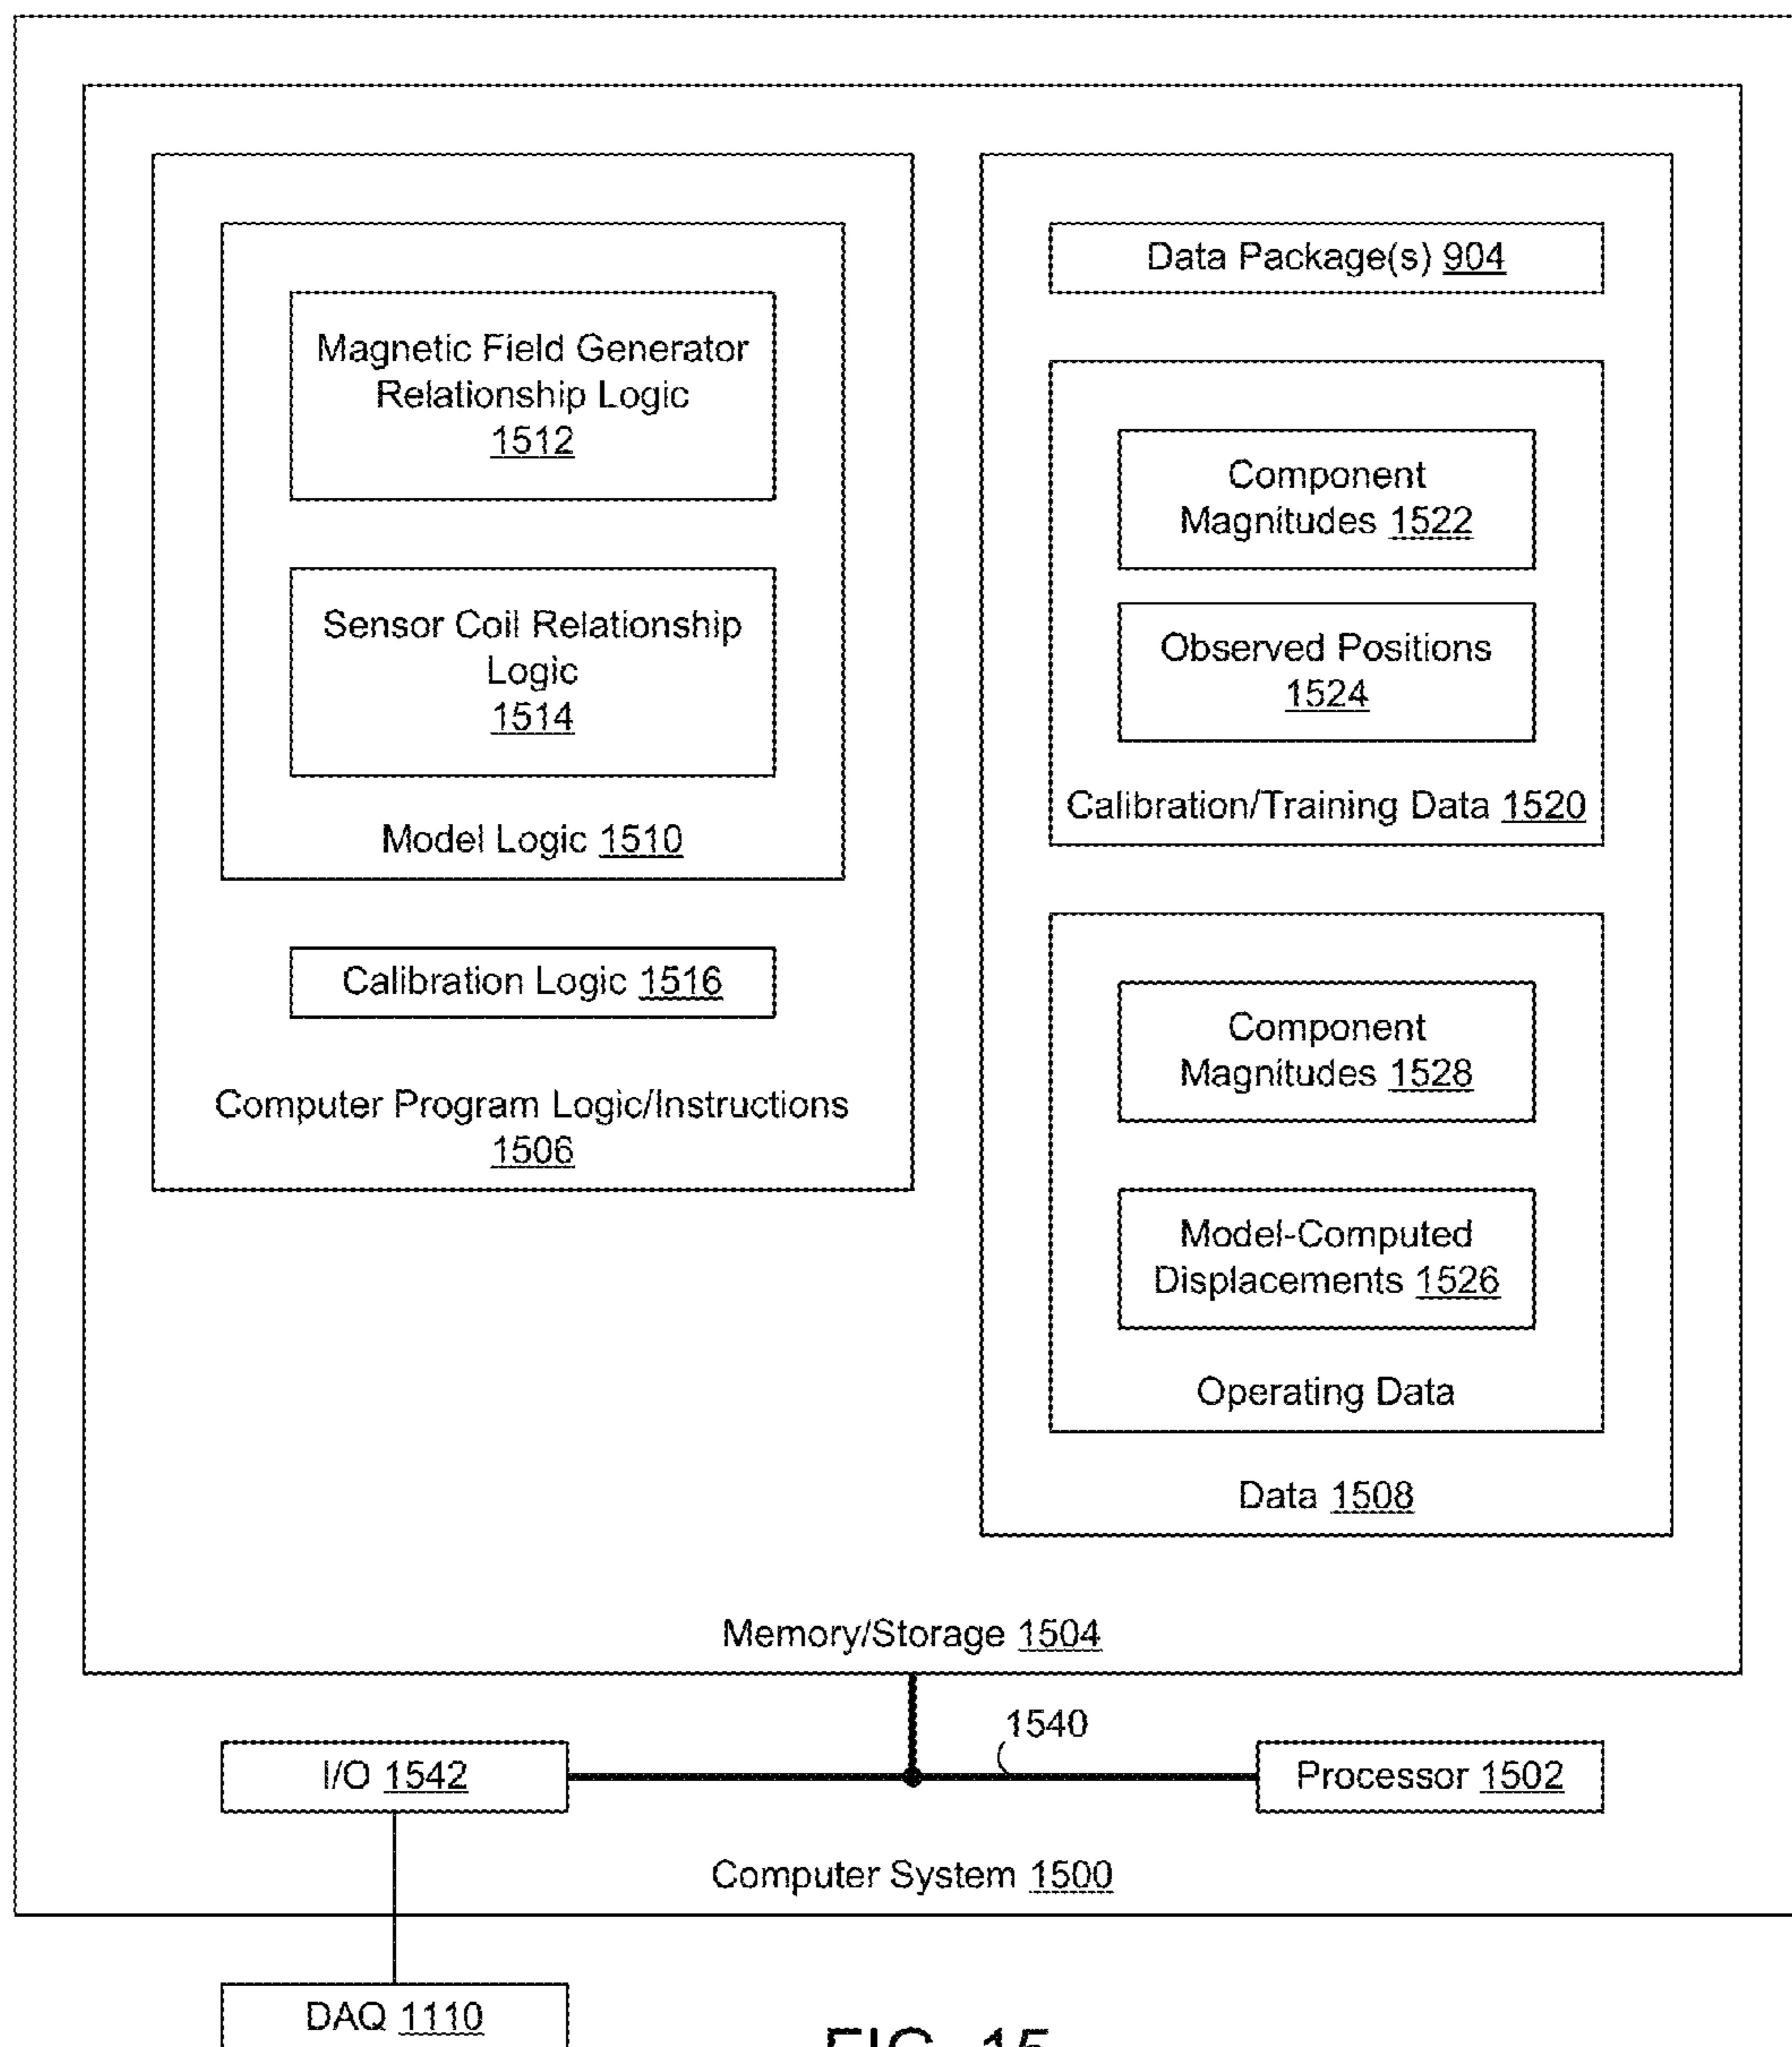 Magnetic Field Generator
Relationship Logic
1512
Sensor Coil Relationship
Logic
1514
Model Logic 1510
Calibration Logic 1516
Computer Program Logic/Instructions
1506
Data Package(s) 904
Component
Magnitudes 1522
Observed Positions
1524
Calibration/Training Data 1520
Component
Magnitudes 1528
Model-Computed
Displacements 1526
Operating Data
Data 1508
Memory/Storage 1504
1540
I/O 1542
Processor 1502
Computer System 1500
DAQ 1110
FIG. 15